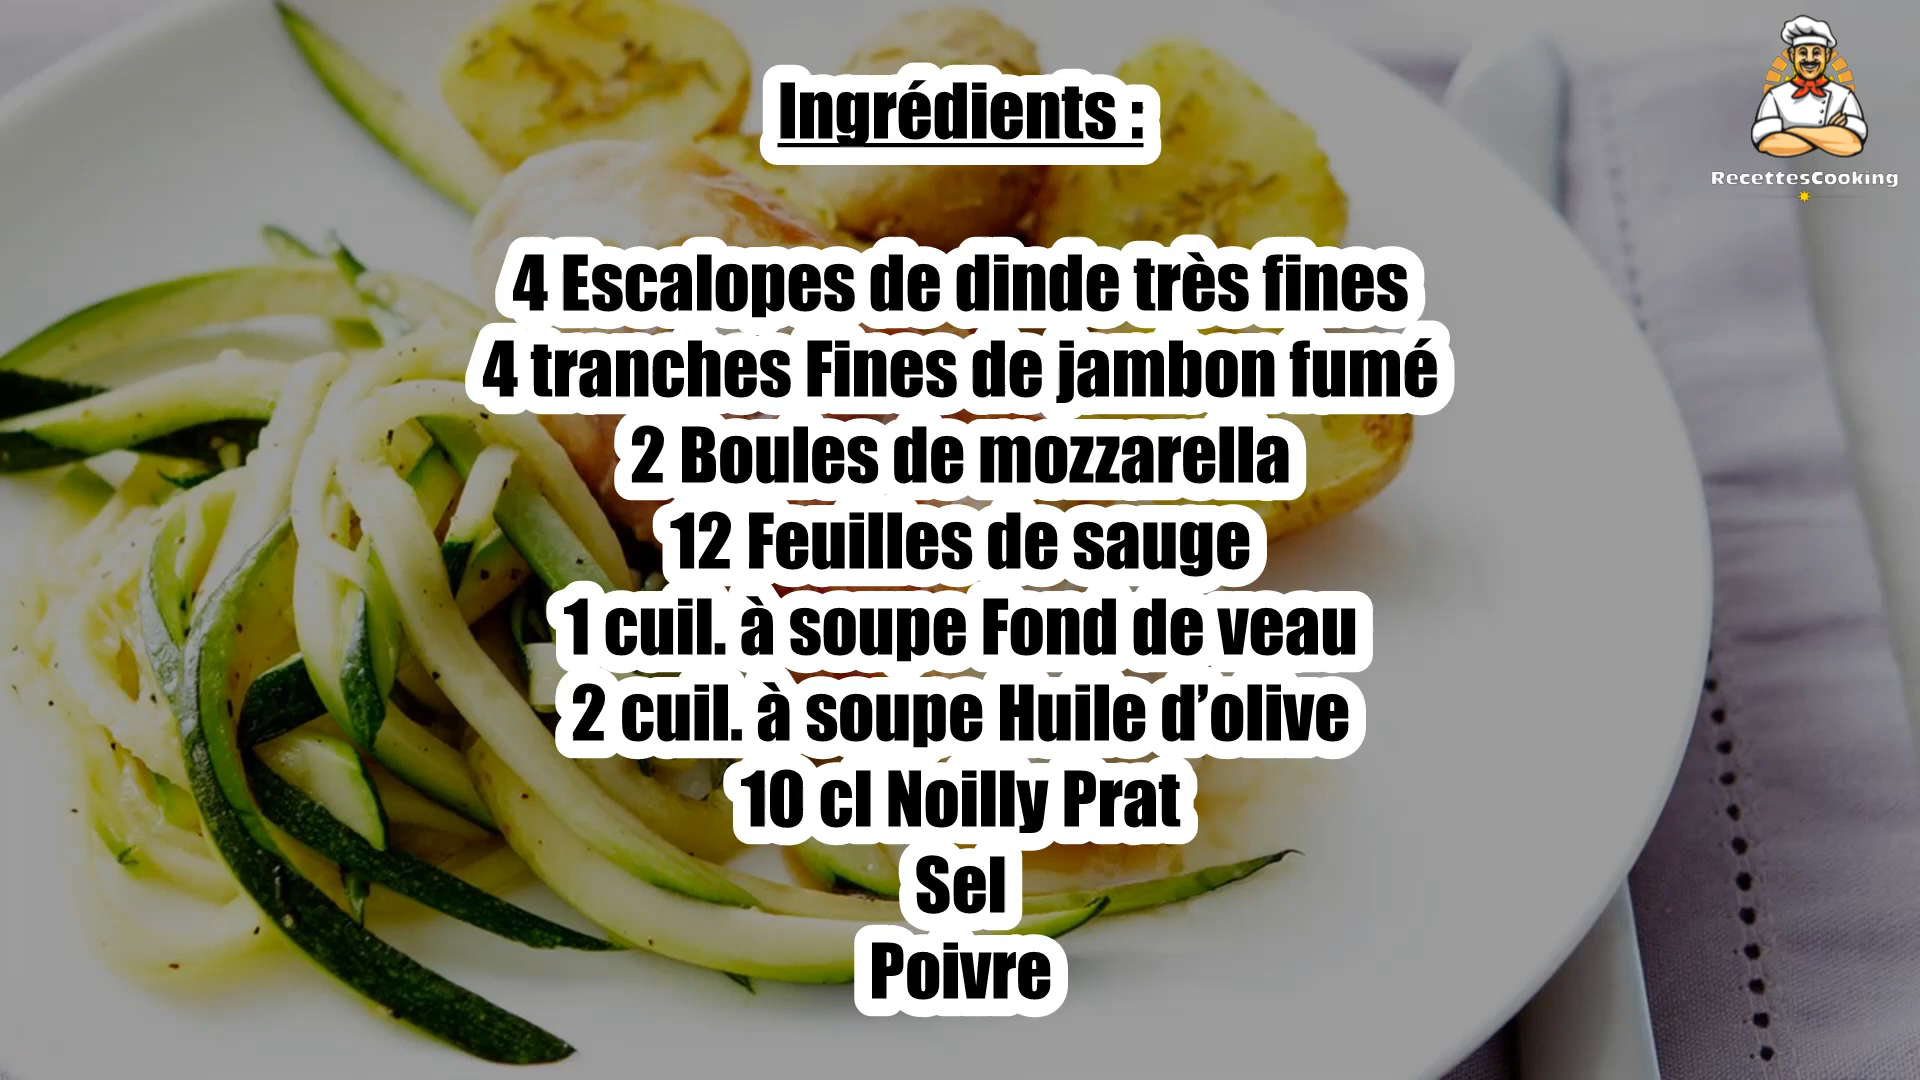 Ingrédients :
RecettesCooking
4 Escalopes de dinde très fines
4 tranches Fines de jambon fumé
2 Boules de mozzarella
12 Feuilles de sauge
1 cuil. à soupe Fond de veau
2 cuil. à soupe Huile d’olive
10 cl Noilly Prat
Sel
Poivre